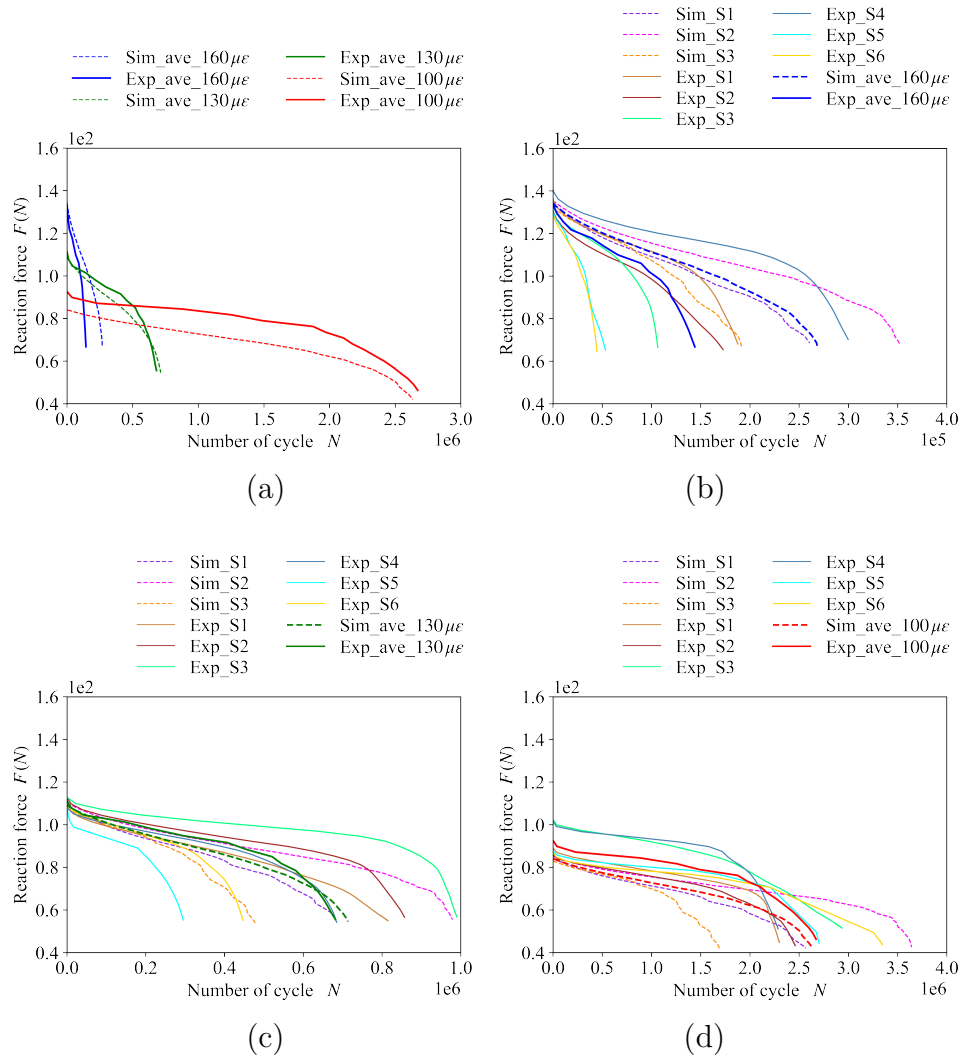 Sim_ave_160με
Exp_ave_160με
Sim_ave_130με
Exp_ave_130με
Sim_ave_100με
Exp_ave_100με
1e2
1.6
1.4
1.2
1.0
0.8
0.6
0.4
Reaction force F(N)
0.0 0.5 1.0 1.5 2.0 2.5 3.0
Number of cycle N
1e6
(a)
Sim_S1
Sim_S2
Sim_S3
Exp_S1
Exp_S2
Exp_S3
Exp_S4
Exp_S5
Exp_S6
Sim_ave_160με
Exp_ave_160με
1e2
1.6
1.4
1.2
1.0
0.8
0.6
0.4
Reaction force F(N)
0.0 0.5 1.0 1.5 2.0 2.5 3.0 3.5 4.0
Number of cycle N
1e5
(b)
Sim_S1
Sim_S2
Sim_S3
Exp_S1
Exp_S2
Exp_S3
Exp_S4
Exp_S5
Exp_S6
Sim_ave_130με
Exp_ave_130με
1e2
1.6
1.4
1.2
1.0
0.8
0.6
0.4
Reaction force F(N)
0.0 0.2 0.4 0.6 0.8 1.0
Number of cycle N
1e6
(c)
Sim_S1
Sim_S2
Sim_S3
Exp_S1
Exp_S2
Exp_S3
Exp_S4
Exp_S5
Exp_S6
Sim_ave_100με
Exp_ave_100με
1e2
1.6
1.4
1.2
1.0
0.8
0.6
0.4
Reaction force F(N)
0.0 0.5 1.0 1.5 2.0 2.5 3.0 3.5 4.0
Number of cycle N
1e6
(d)